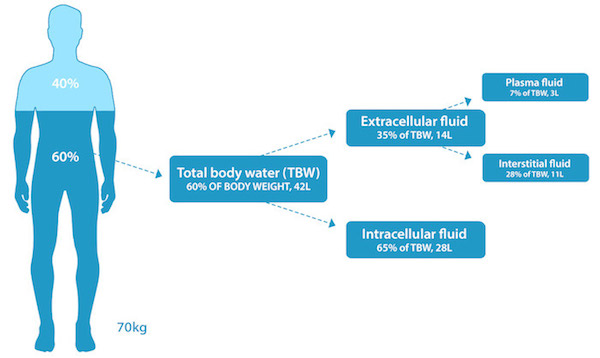 40%
60%
Total body water (TBW)
60% OF BODY WEIGHT, 42L
Extracellular fluid
35% of TBW, 14L
Plasma fluid
7% of TBW, 3L
Interstitial fluid
28% of TBW, 11L
Intracellular fluid
65% of TBW, 28L
70kg